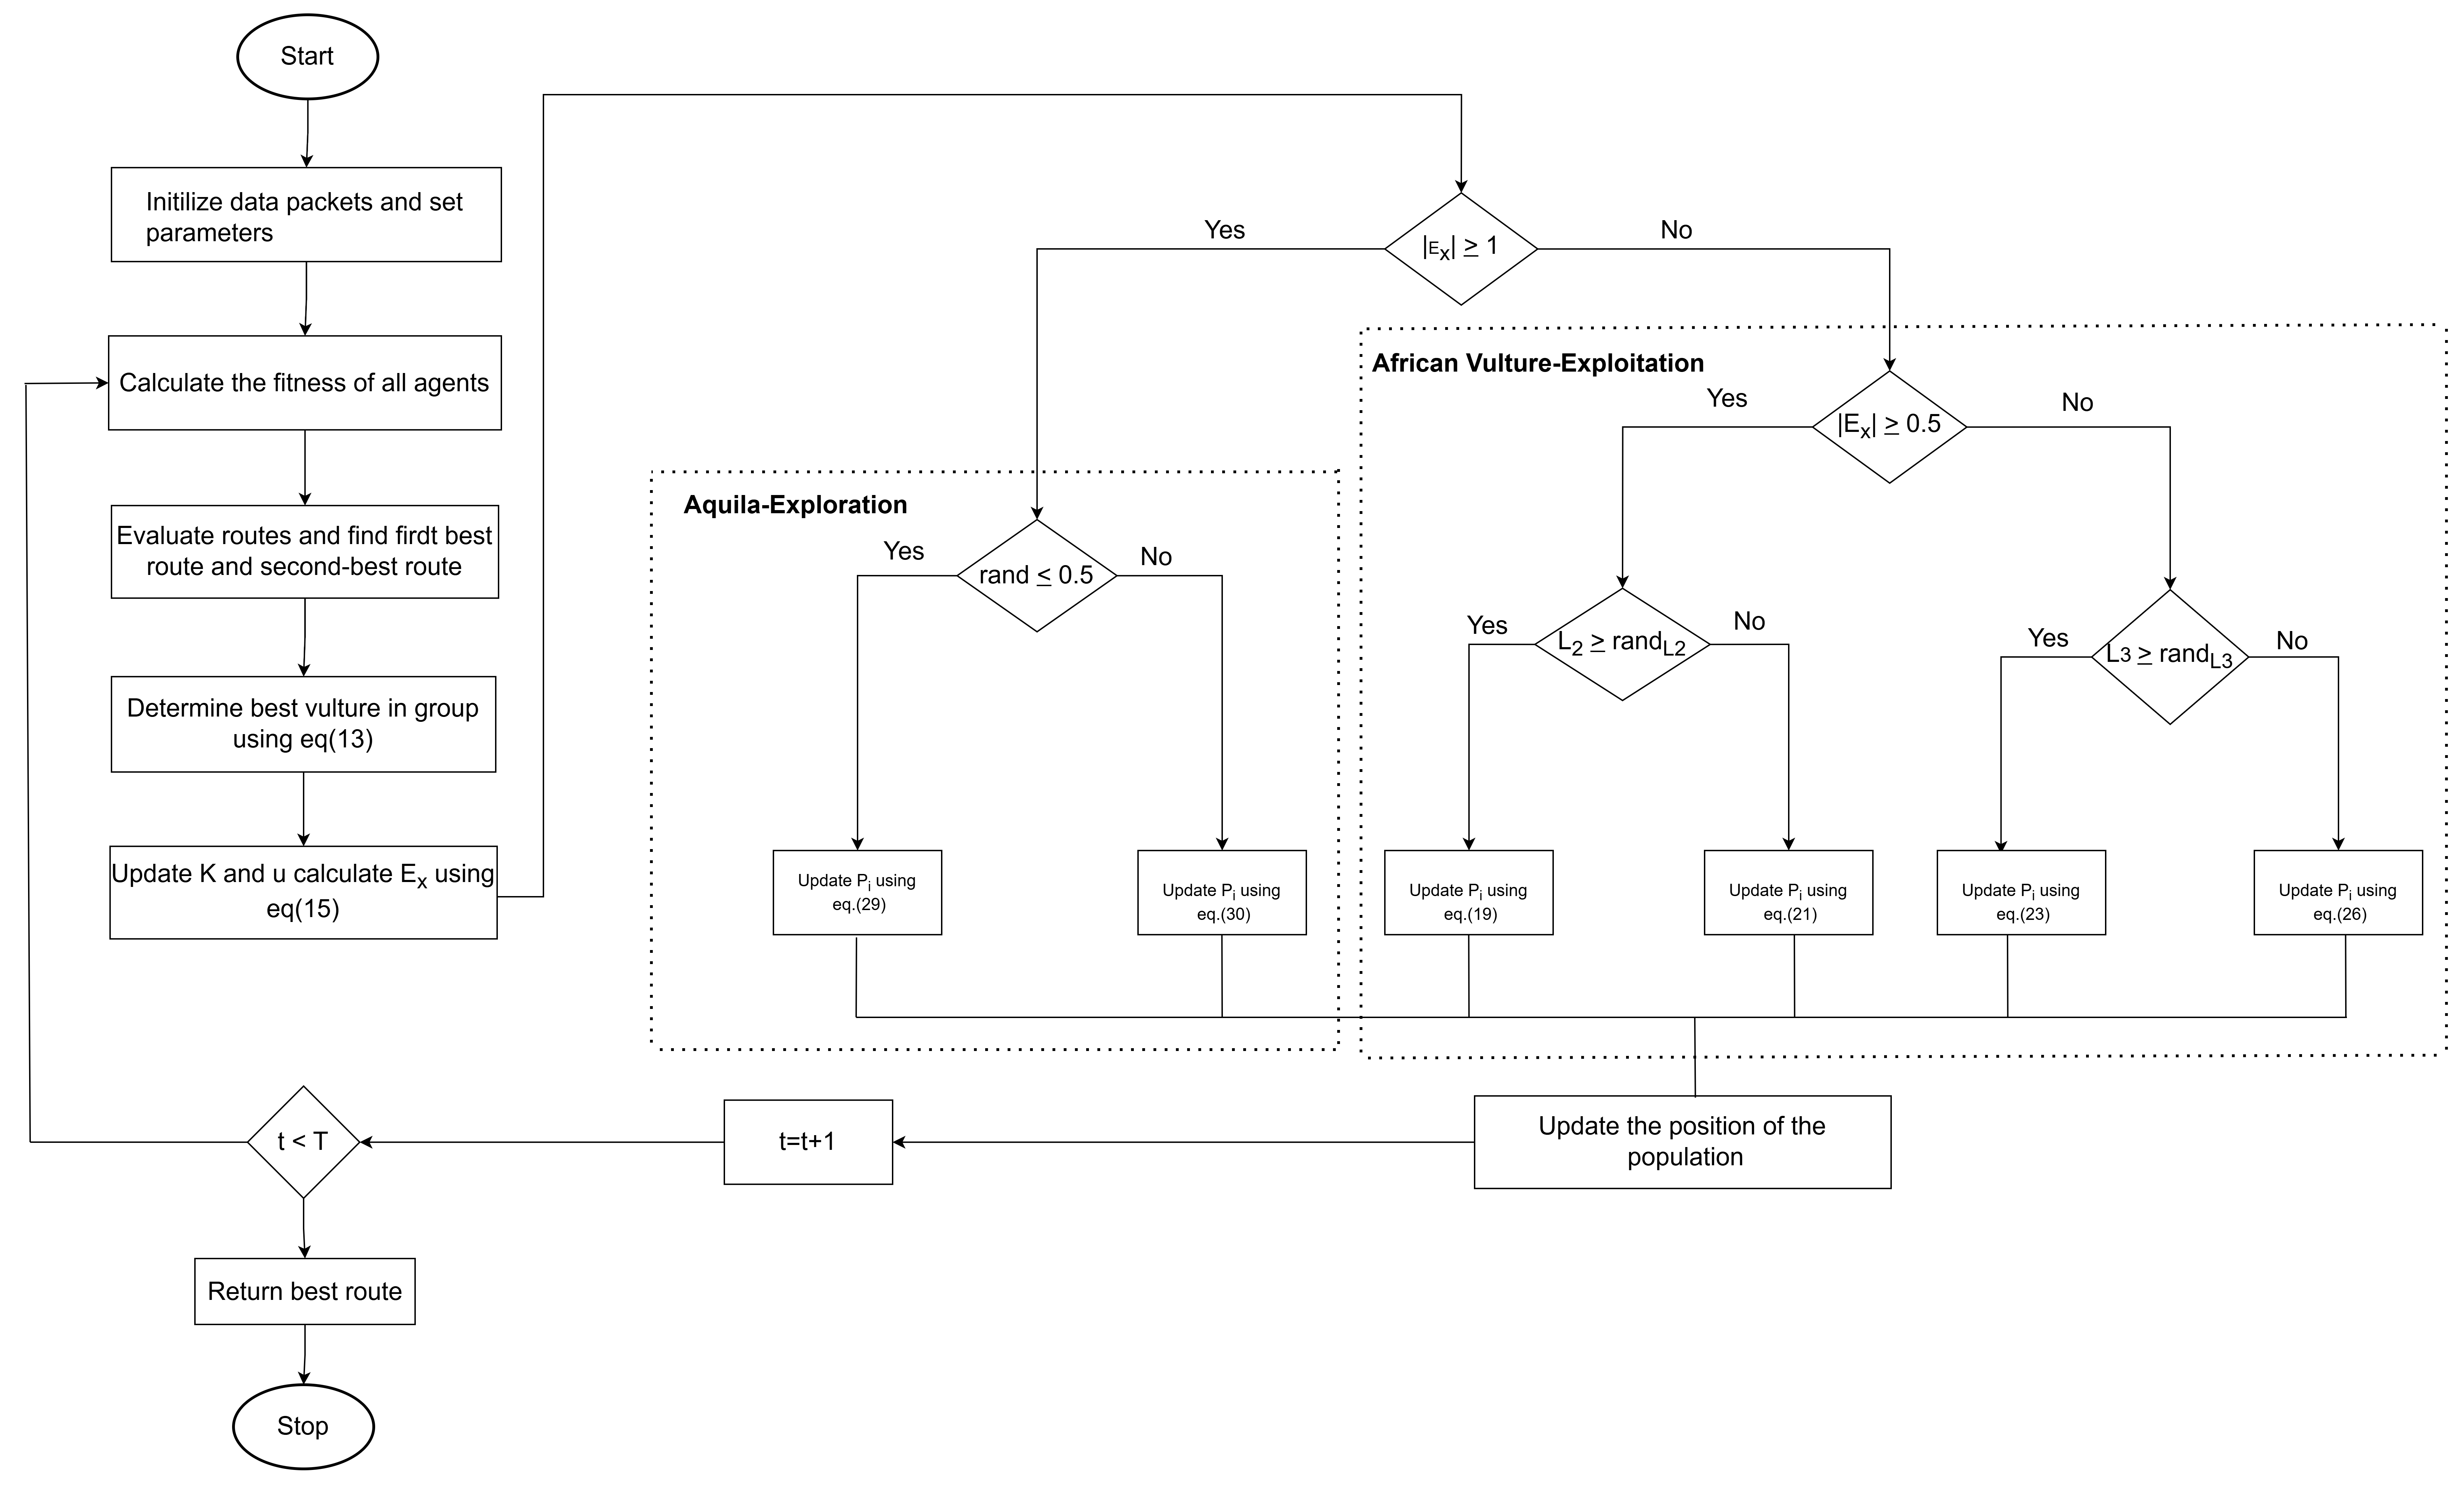 Start
Initilize data packets and set
parameters
Calculate the fitness of all agents
Evaluate routes and find firdt best
route and second-best route
Determine best vulture in group
using eq(13)
Update K and u calculate Ex using
eq(15)
|Ex| ≥ 1
Yes
No
Aquila-Exploration
rand ≤ 0.5
Yes
No
Update Pi using
eq.(29)
Update Pi using
eq.(30)
African Vulture-Exploitation
|Ex| ≥ 0.5
Yes
No
L2 ≥ randL2
Yes
No
Update Pi using
eq.(19)
Update Pi using
eq.(21)
L3 ≥ randL3
Yes
No
Update Pi using
eq.(23)
Update Pi using
eq.(26)
Update the position of the
population
t=t+1
t < T
Return best route
Stop